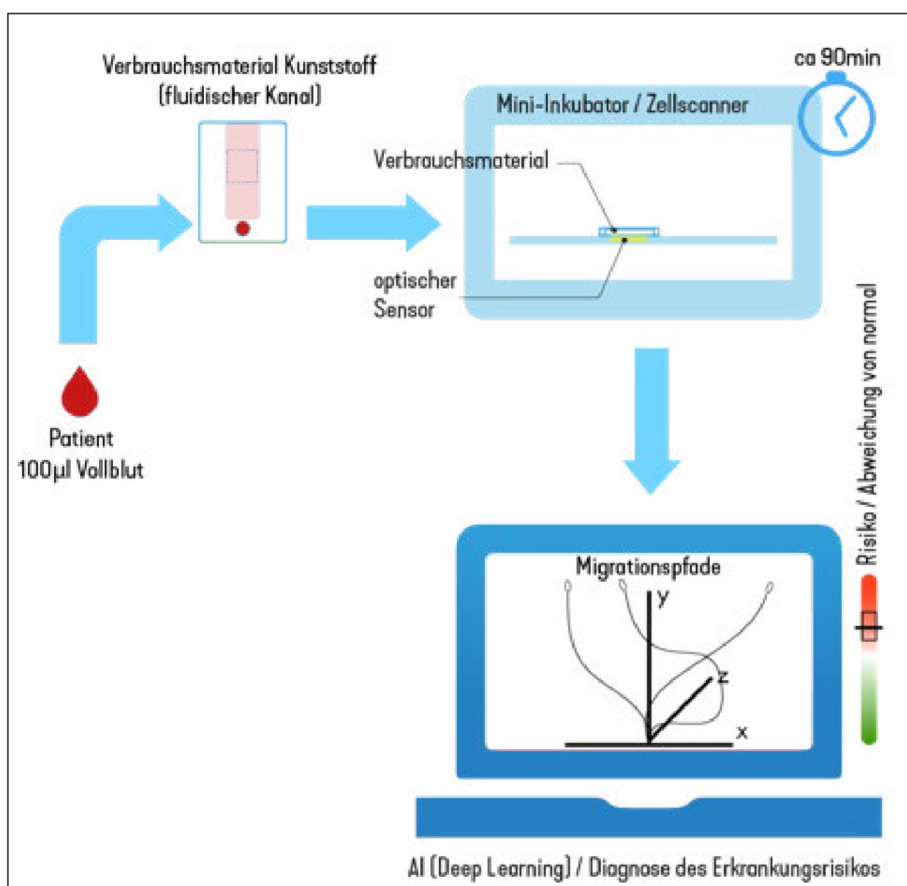 Verbrauchsmaterial Kunststoff
(fluidischer Kanal)
ca 90min
Mini-Inkubator / Zellscanner
Verbrauchsmaterial
optischer
Sensor
Patient
100µl Vollblut
Risiko / Abweichung von normal
Migrationspfade
y
z
x
AI (Deep Learning) / Diagnose des Erkrankungsrisikos